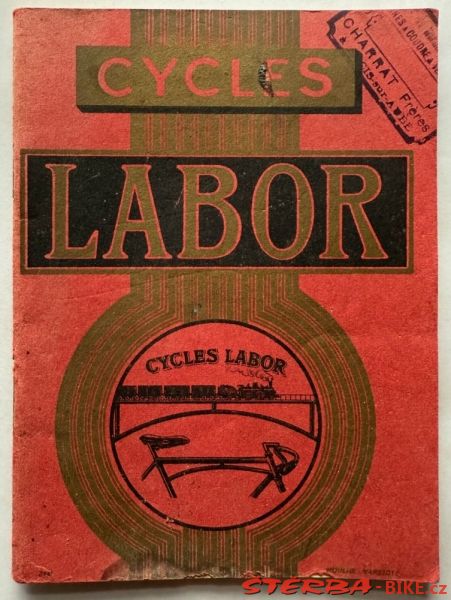 CYCLES
CHARRAT Frères
LABOR
CYCLES LABOR
STERBA-BIKE.cz